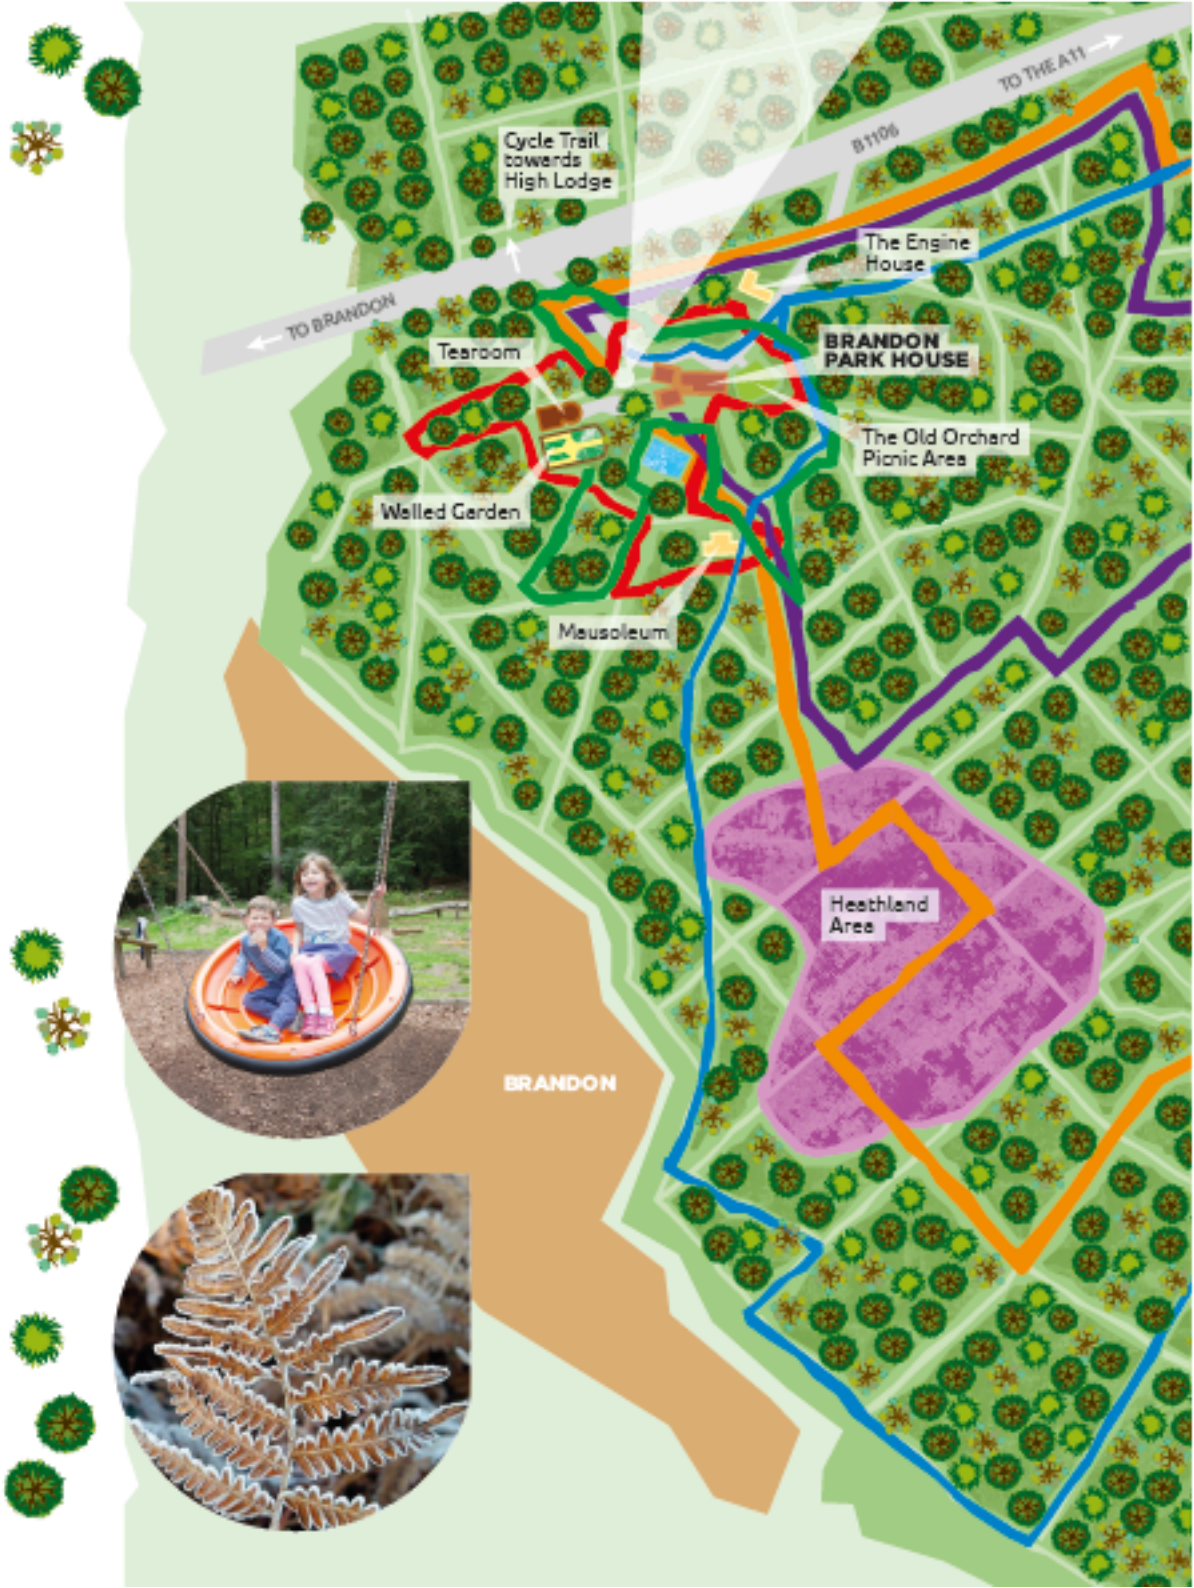 TO THE A11
B1106
Cycle Trail
towards
High Lodge
The Engine
House
TO BRANDON
Tearoom
BRANDON
PARK HOUSE
The Old Orchard
Picnic Area
Walled Garden
Mausoleum
Heathland
Area
BRANDON